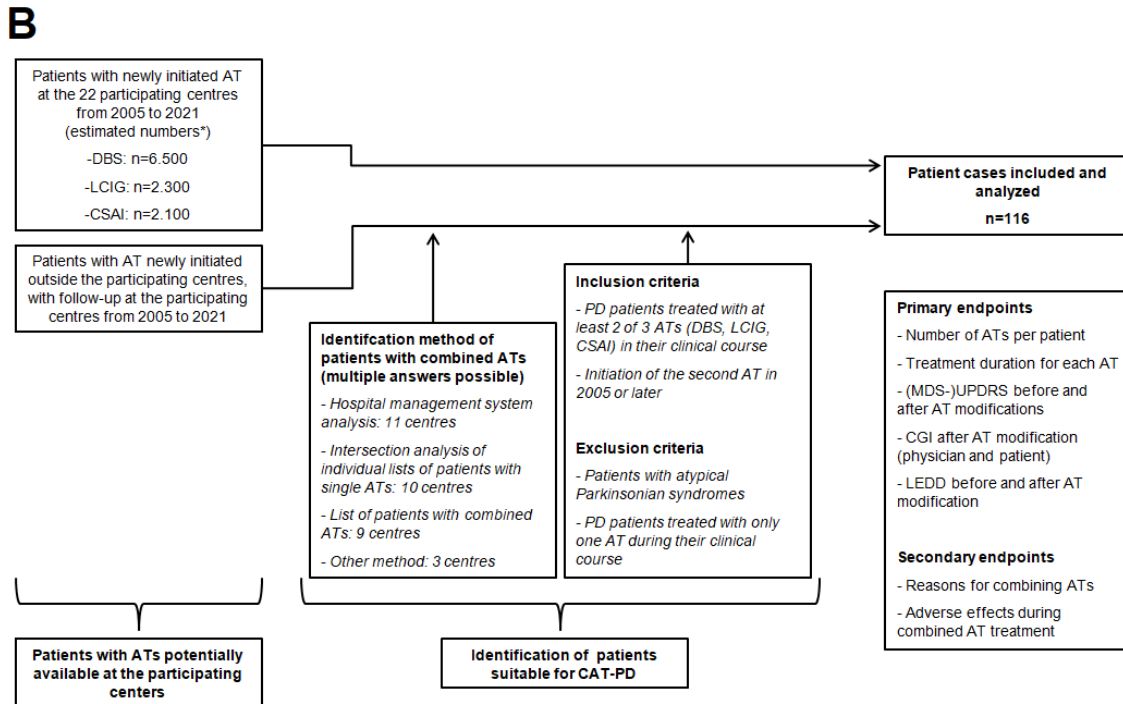 B
Patients with newly initiated AT
at the 22 participating centres
from 2005 to 2021
(estimated numbers*)
-DBS: n=6.500
-LCIG: n=2.300
-CSAI: n=2.100
Patients with AT newly initiated
outside the participating centres,
with follow-up at the participating
centres from 2005 to 2021
Identifcation method of
patients with combined ATs
(multiple answers possible)
- Hospital management system
analysis: 11 centres
- Intersection analysis of
individual lists of patients with
single ATs: 10 centres
- List of patients with combined
ATs: 9 centres
- Other method: 3 centres
Inclusion criteria
- PD patients treated with at
least 2 of 3 ATs (DBS, LCIG,
CSAI) in their clinical course
- Initiation of the second AT in
2005 or later
Exclusion criteria
- Patients with atypical
Parkinsonian syndromes
- PD patients treated with only
one AT during their clinical
course
Patient cases included and
analyzed
n=116
Primary endpoints
- Number of ATs per patient
- Treatment duration for each AT
- (MDS-)UPDRS before and
after AT modifications
- CGI after AT modification
(physician and patient)
- LEDD before and after AT
modification
Secondary endpoints
- Reasons for combining ATs
- Adverse effects during
combined AT treatment
Patients with ATs potentially
available at the participating
centers
Identification of patients
suitable for CAT-PD